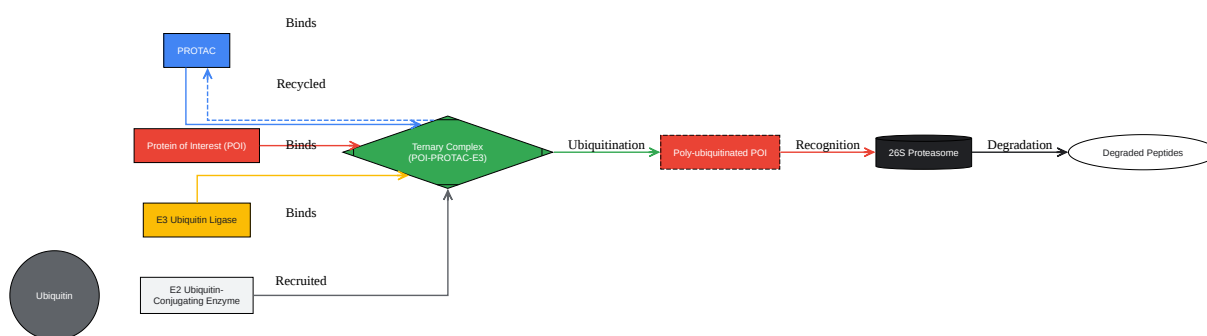 Binds
PROTAC
Recycled
Protein of Interest (POI)
Binds
Ternary Complex
(POI-PROTAC-E3)
Ubiquitination
Poly-ubiquitinated POI
Recognition
26S Proteasome
Degradation
Degraded Peptides
E3 Ubiquitin Ligase
Binds
Ubiquitin
E2 Ubiquitin-
Conjugating Enzyme
Recruited